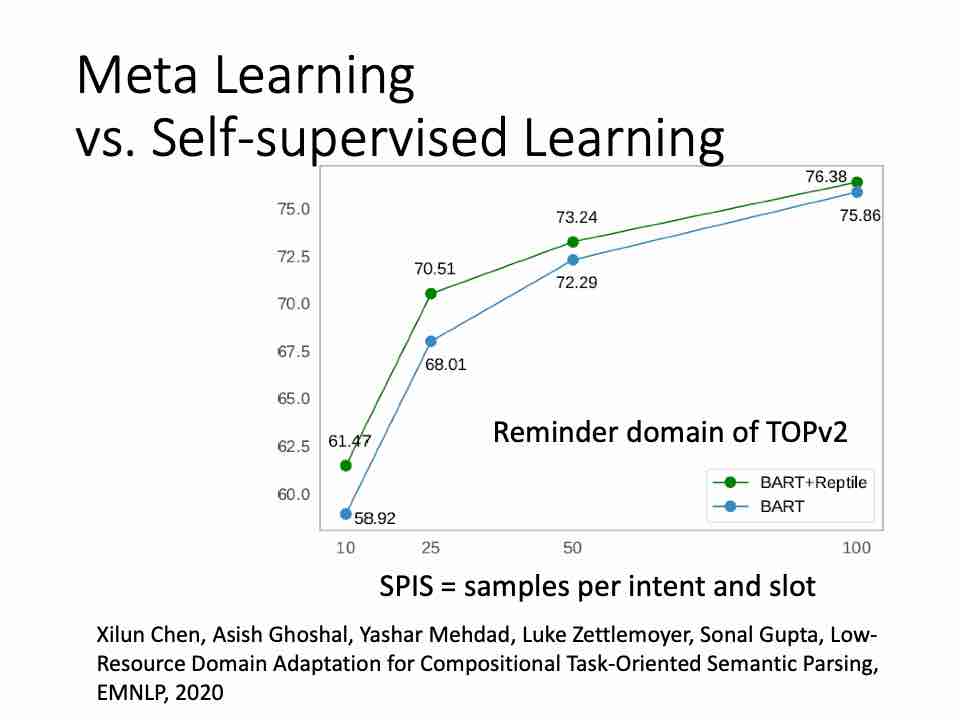 Meta Learning
vs. Self-supervised Learning
76.38
75.0
75.86
73.24
72.5
70.51
72.29
70.0
68.01
67.5
65.0
61.47
Reminder domain of TOPv2
62.5
BART+Reptile
60.0
BART
58.92
10 25 50 100
SPIS = samples per intent and slot
Xilun Chen, Asish Ghoshal, Yashar Mehdad, Luke Zettlemoyer, Sonal Gupta, Low-
Resource Domain Adaptation for Compositional Task-Oriented Semantic Parsing,
EMNLP, 2020